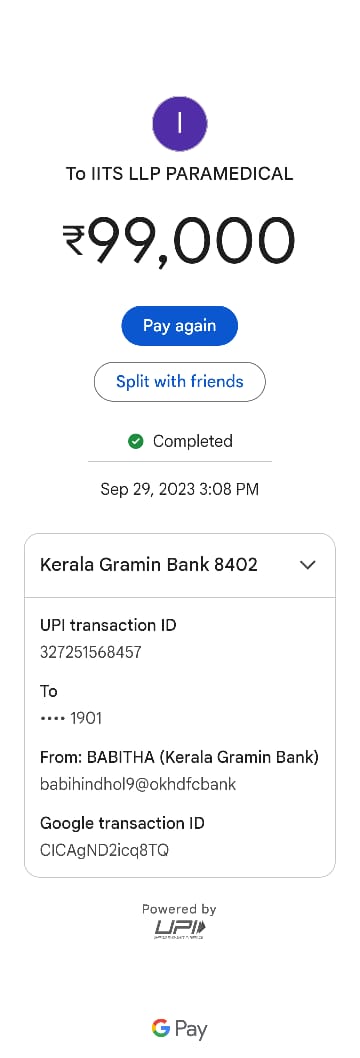 I
To IITS LLP PARAMEDICAL
₹99,000
Pay again
Split with friends
Completed
Sep 29, 2023 3:08 PM
Kerala Gramin Bank 8402
UPI transaction ID
327251568457
To
•••• 1901
From: BABITHA (Kerala Gramin Bank)
babihindhol9@okhdfcbank
Google transaction ID
CICAgND2icq8TQ
Powered by
UPI
G Pay